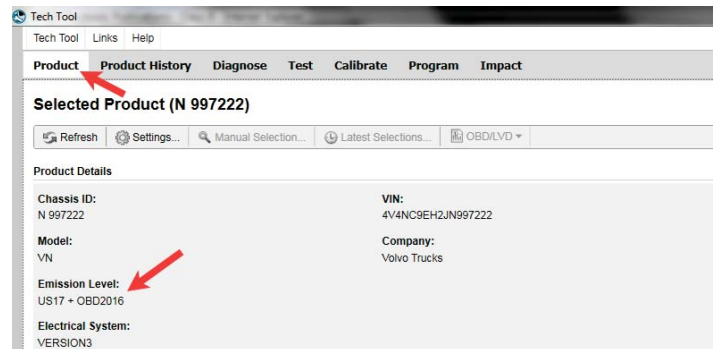 Tech Tool
Tech Tool Links Help
Product Product History Diagnose Test Calibrate Program Impact
Selected Product (N 997222)
Refresh Settings... Manual Selection... Latest Selections... OBD/LVD
Product Details
Chassis ID: VIN:
N 997222 4V4NC9EH2JN997222
Model: Company:
VN Volvo Trucks
Emission Level:
US17 + OBD2016
Electrical System:
VERSION3